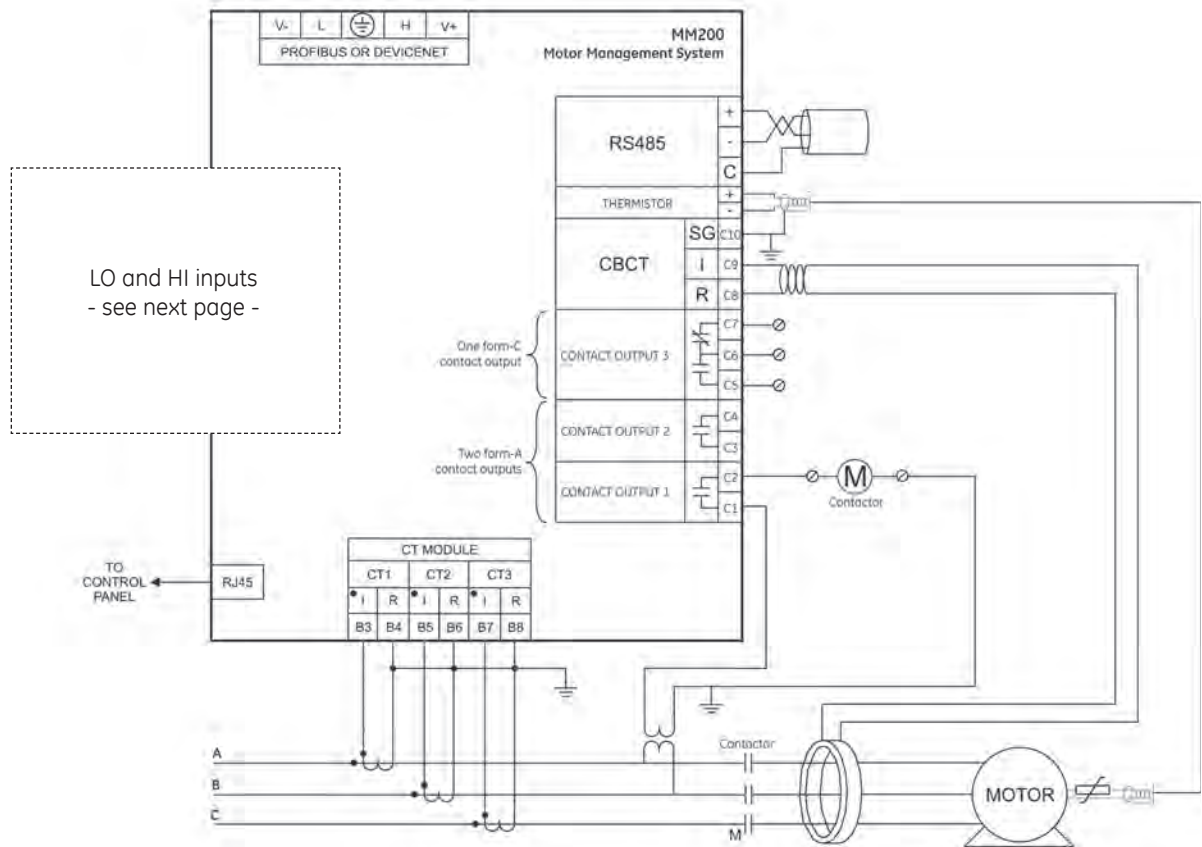 V- L H V+
PROFIBUS OR DEVICENET
MM200
Motor Management System
RS485
+
-
C
THERMISTOR
+
-
CBCT
SG C10
I C9
R C8
LO and HI inputs
- see next page -
One form-C
contact output
CONTACT OUTPUT 3
C7
C6
C5
Two form-A
contact outputs
CONTACT OUTPUT 2
C4
C3
CONTACT OUTPUT 1
C2
C1
M
Contactor
TO
CONTROL
PANEL
RJ45
CT MODULE
CT1 CT2 CT3
I R I R I R
B3 B4 B5 B6 B7 B8
A
B
C
Contactor
M
MOTOR